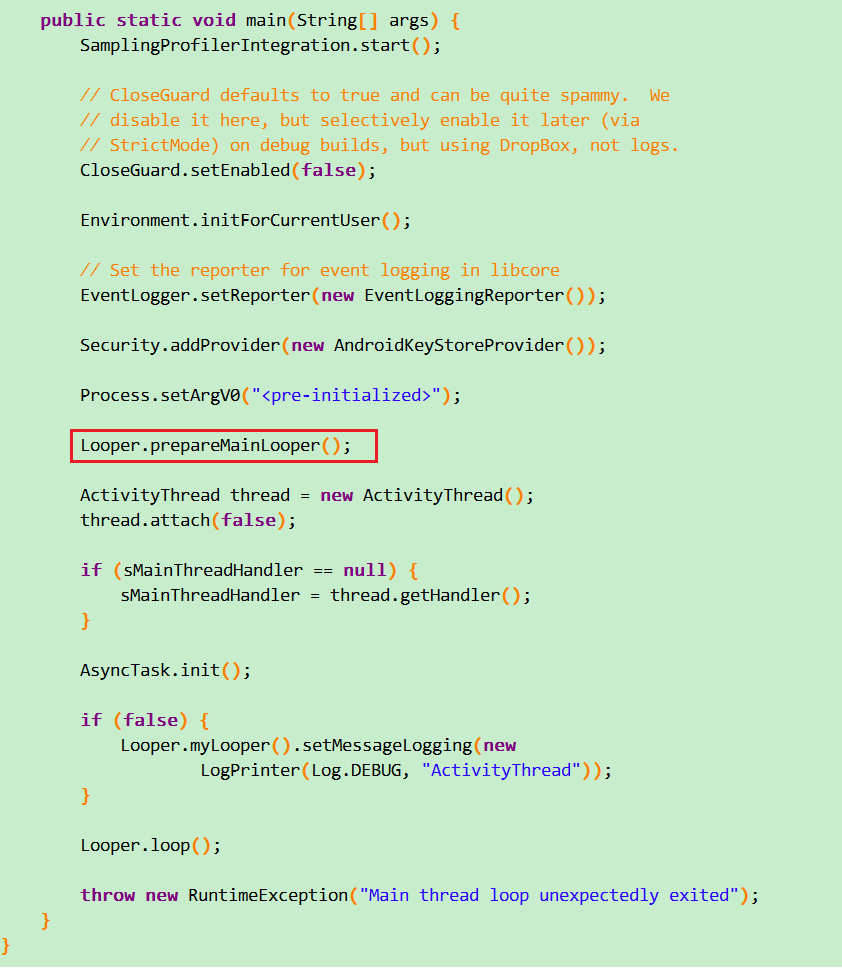 public static void main(String[] args) {
SamplingProfilerIntegration.start();
// CloseGuard defaults to true and can be quite spammy.  We
// disable it here, but selectively enable it later (via
// StrictMode) on debug builds, but using DropBox, not logs.
CloseGuard.setEnabled(false);
Environment.initForCurrentUser();
// Set the reporter for event logging in libcore
EventLogger.setReporter(new EventLoggingReporter());
Security.addProvider(new AndroidKeyStoreProvider());
Process.setArgV0("<pre-initialized>");
Looper.prepareMainLooper();
ActivityThread thread = new ActivityThread();
thread.attach(false);
if (sMainThreadHandler == null) {
sMainThreadHandler = thread.getHandler();
}
AsyncTask.init();
if (false) {
Looper.myLooper().setMessageLogging(new
LogPrinter(Log.DEBUG, "ActivityThread"));
}
Looper.loop();
throw new RuntimeException("Main thread loop unexpectedly exited");
}
}